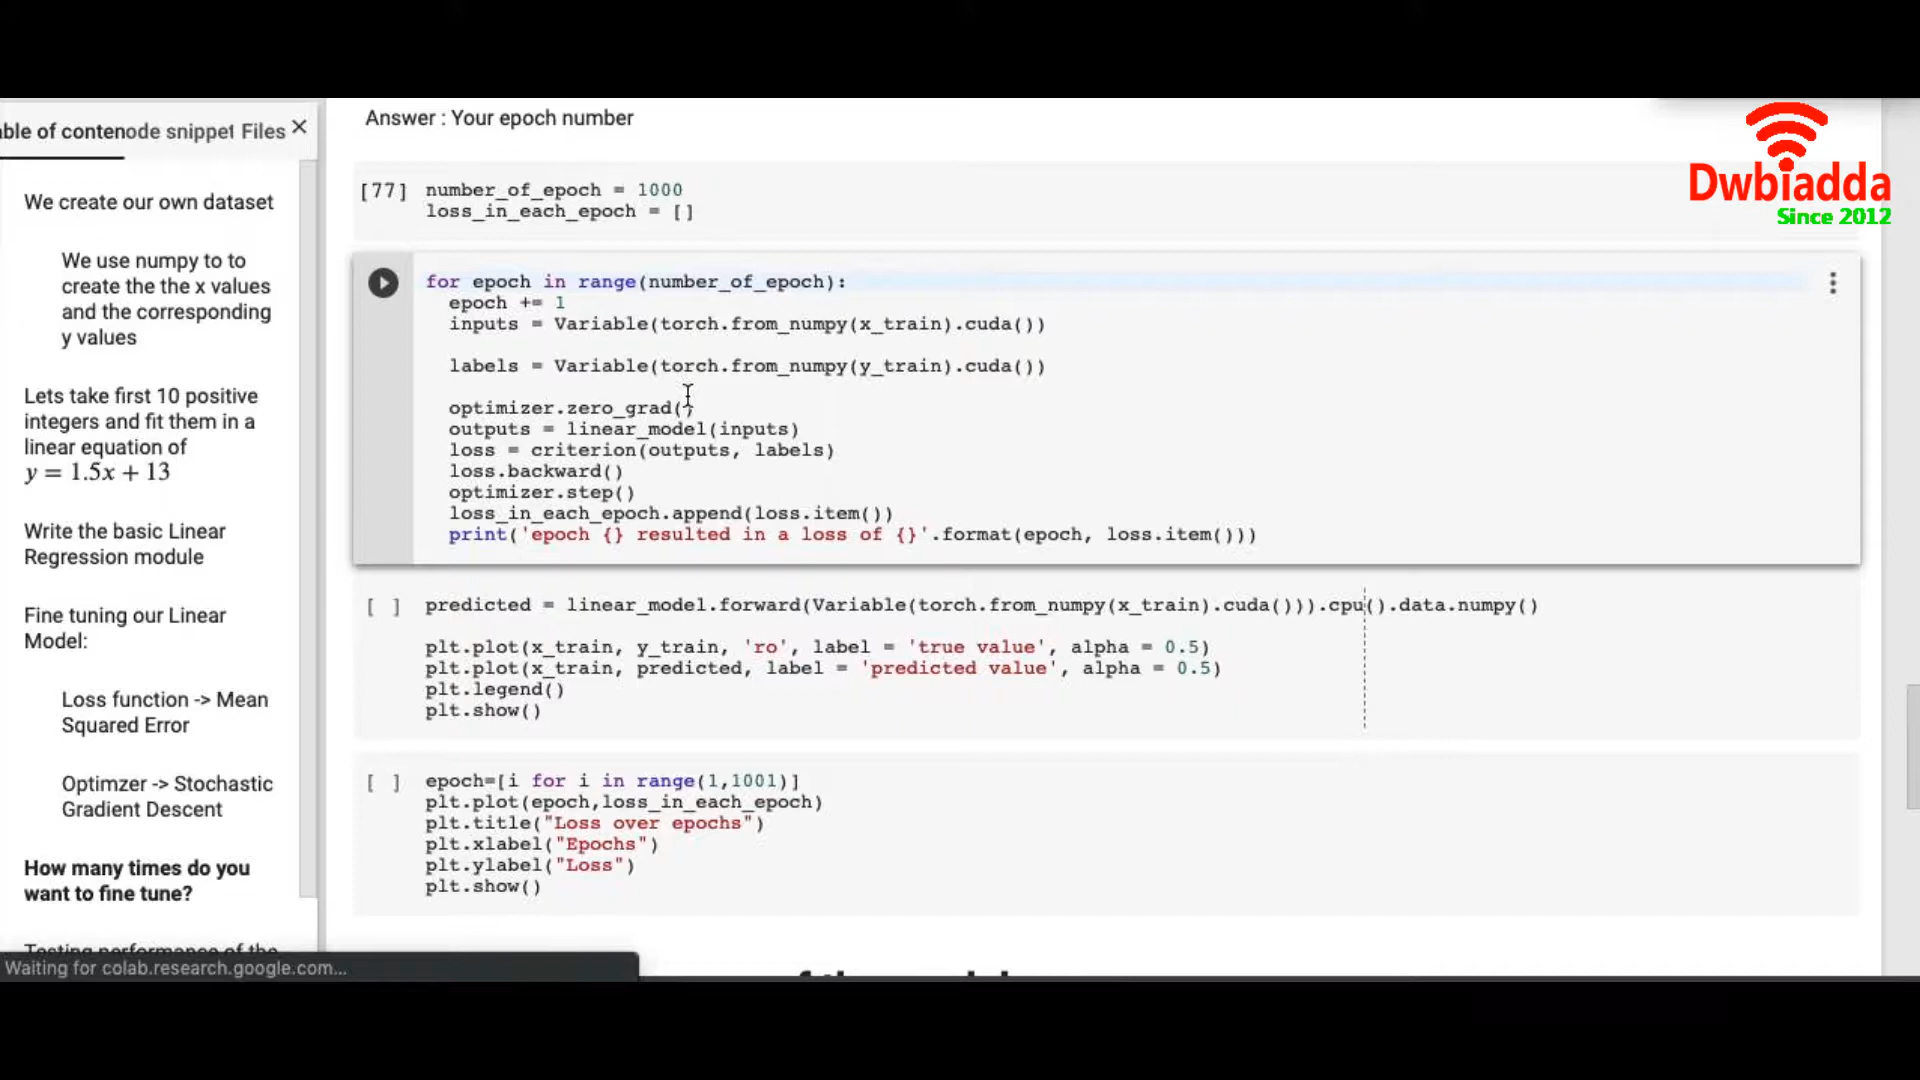 Answer : Your epoch number
Dwbiadda
Since 2012
ble of contenode snippet Files ×
We create our own dataset
We use numpy to to
create the the x values
and the corresponding
y values
Lets take first 10 positive
integers and fit them in a
linear equation of
y = 1.5x + 13
Write the basic Linear
Regression module
Fine tuning our Linear
Model:
Loss function -> Mean
Squared Error
Optimzer -> Stochastic
Gradient Descent
How many times do you
want to fine tune?
Testing performance of the
Waiting for colab.research.google.com...
[77] number_of_epoch = 1000
loss_in_each_epoch = []
for epoch in range(number_of_epoch):
epoch += 1
inputs = Variable(torch.from_numpy(x_train).cuda())
labels = Variable(torch.from_numpy(y_train).cuda())
optimizer.zero_grad()
outputs = linear_model(inputs)
loss = criterion(outputs, labels)
loss.backward()
optimizer.step()
loss_in_each_epoch.append(loss.item())
print('epoch {} resulted in a loss of {}'.format(epoch, loss.item()))
[ ] predicted = linear_model.forward(Variable(torch.from_numpy(x_train).cuda())).cpu().data.numpy()
plt.plot(x_train, y_train, 'ro', label = 'true value', alpha = 0.5)
plt.plot(x_train, predicted, label = 'predicted value', alpha = 0.5)
plt.legend()
plt.show()
[ ] epoch=[i for i in range(1,1001)]
plt.plot(epoch,loss_in_each_epoch)
plt.title("Loss over epochs")
plt.xlabel("Epochs")
plt.ylabel("Loss")
plt.show()